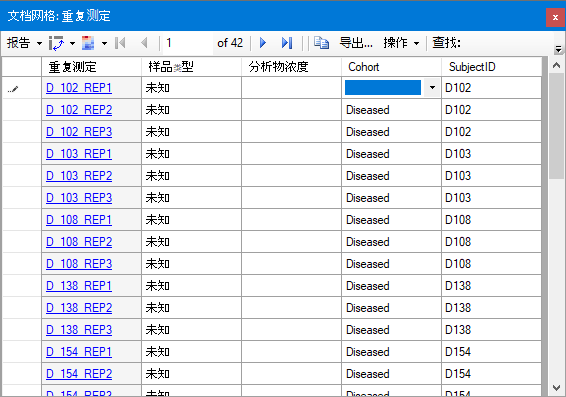 文档网格: 重复测定
报告 1 of 42 导出... 操作 查找:
重复测定 样品类型 分析物浓度 Cohort SubjectID
D_102_REP1 未知 D102
D_102_REP2 未知 Diseased D102
D_102_REP3 未知 Diseased D102
D_103_REP1 未知 Diseased D103
D_103_REP2 未知 Diseased D103
D_103_REP3 未知 Diseased D103
D_108_REP1 未知 Diseased D108
D_108_REP2 未知 Diseased D108
D_108_REP3 未知 Diseased D108
D_138_REP1 未知 Diseased D138
D_138_REP2 未知 Diseased D138
D_138_REP3 未知 Diseased D138
D_154_REP1 未知 Diseased D154
D_154_REP2 未知 Diseased D154
D_154_REP3 未知 Diseased D154